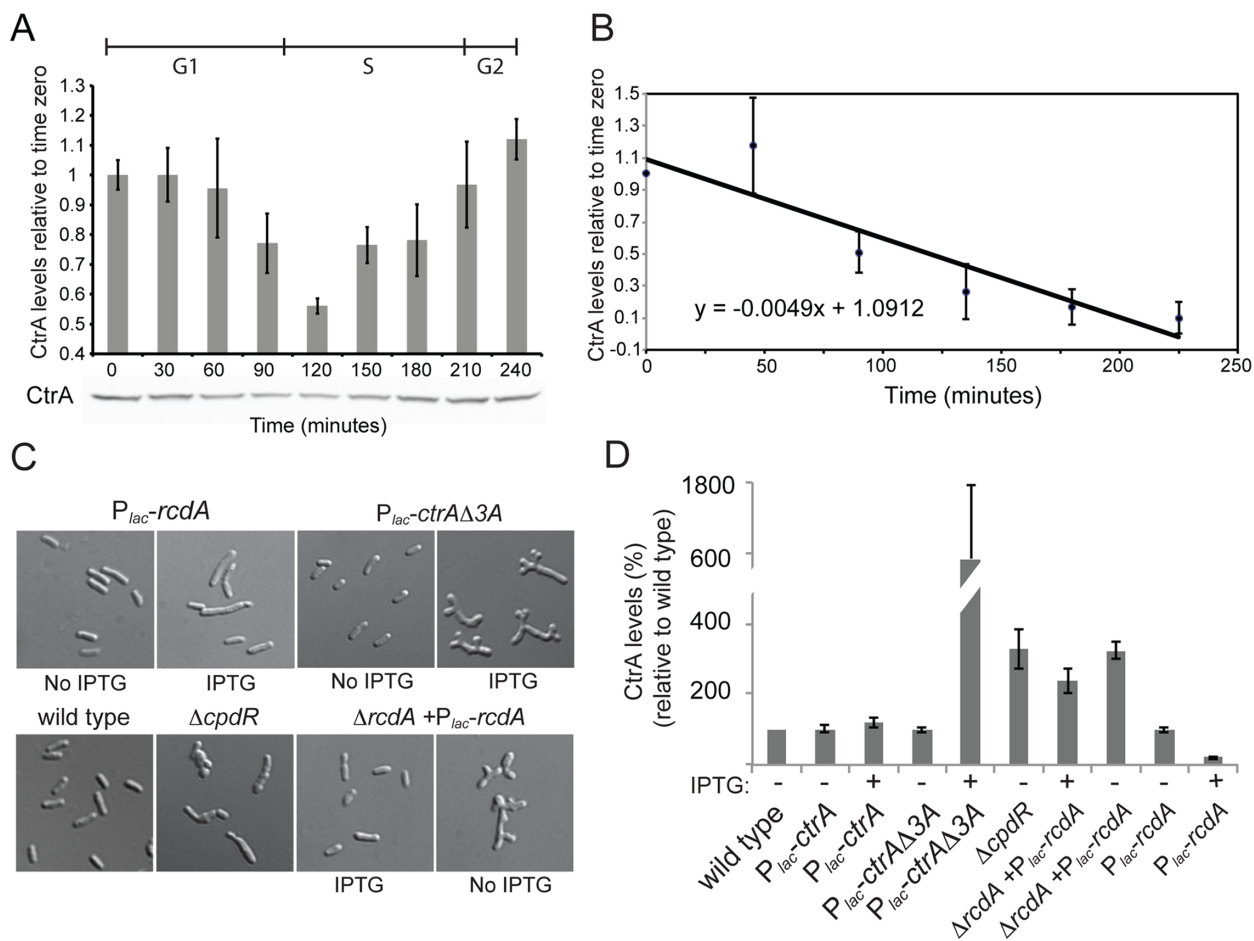 A
G1 S G2
CtrA levels relative to time zero
1.3
1.2
1.1
1
0.9
0.8
0.7
0.6
0.5
0.4
0 30 60 90 120 150 180 210 240
CtrA
Time (minutes)
B
CtrA levels relative to time zero
1.5
1.3
1.1
0.9
0.7
0.5
0.3
0.1
-0.1
y = -0.0049x + 1.0912
0 50 100 150 200 250
Time (minutes)
C
Plac-rcdA Plac-ctrAΔ3A
No IPTG IPTG No IPTG IPTG
wild type ΔcpdR ΔrcdA +Plac-rcdA
IPTG No IPTG
D
CtrA levels (%)
(relative to wild type)
1800
600
400
200
IPTG: - - + - + - + - - +
wild type
Plac-ctrA
Plac-ctrA
Plac-ctrAΔ3A
Plac-ctrAΔ3A
ΔcpdR
ΔrcdA +Plac-rcdA
ΔrcdA +Plac-rcdA
Plac-rcdA
Plac-rcdA